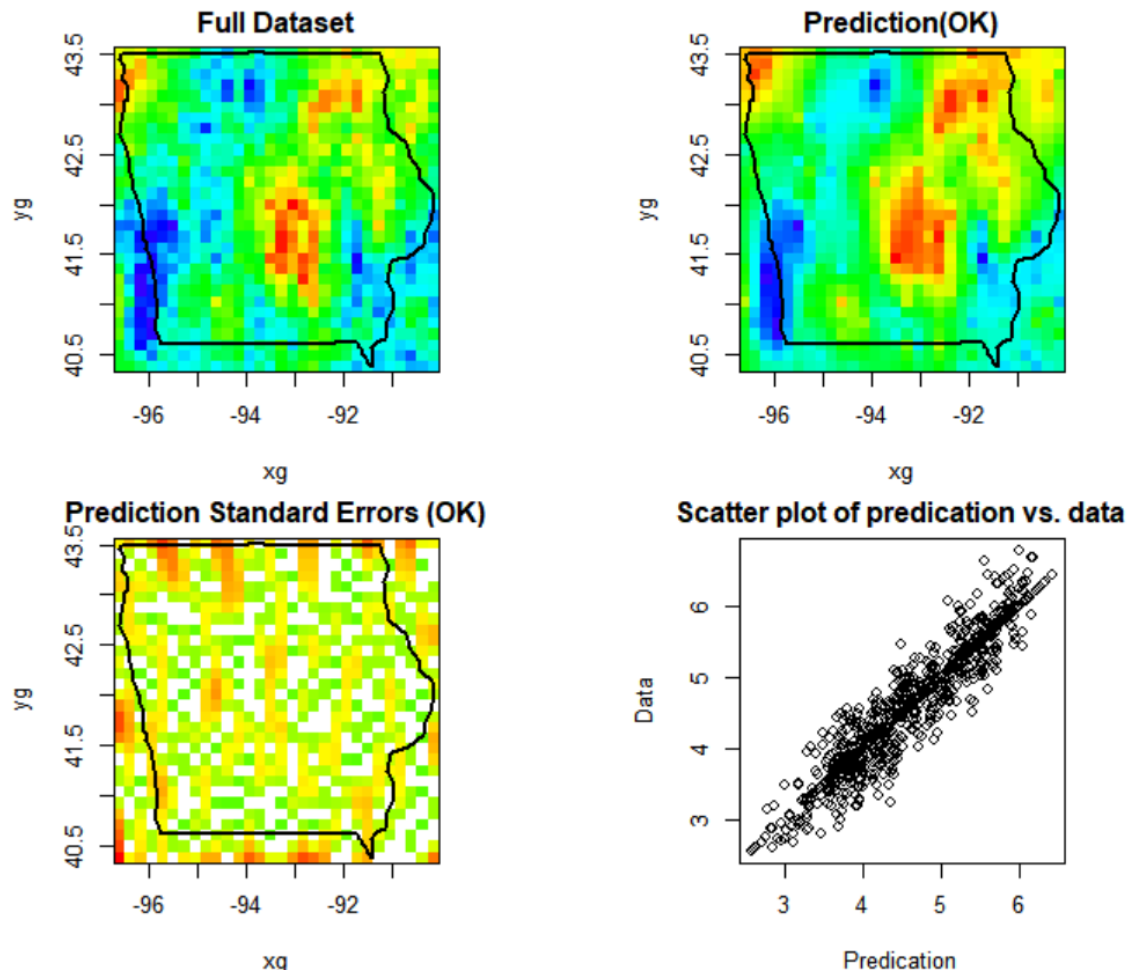 Full Dataset
43.5
42.5
41.5
40.5
yg
-96
-94
-92
xg
Prediction(OK)
43.5
42.5
41.5
40.5
yg
-96
-94
-92
xg
Prediction Standard Errors (OK)
43.5
42.5
41.5
40.5
yg
-96
-94
-92
xg
Scatter plot of predication vs. data
6
5
4
3
Data
3
4
5
6
Predication